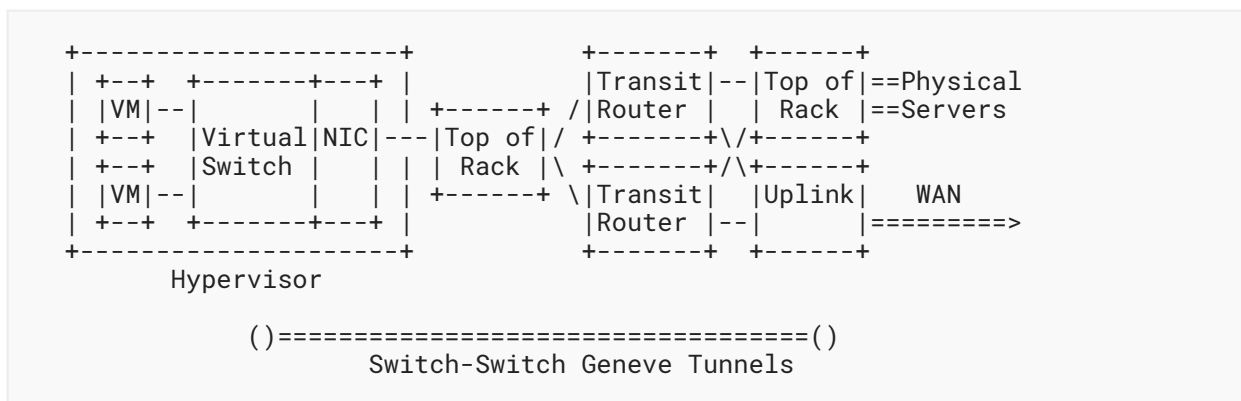 +---------------------+           +-------+  +------+
| +--+  +-------+---+ |           |Transit|--|Top of|==Physical
| |VM|--|       |   | | +------+ /|Router |  | Rack |==Servers
| +--+  |Virtual|NIC|---|Top of|/ +-------+\/+------+
| +--+  |Switch |   | | | Rack |\ +-------+/\+------+
| |VM|--|       |   | | +------+ \|Transit|  |Uplink|   WAN
| +--+  +-------+---+ |           |Router |--|      |=========>
+---------------------+           +-------+  +------+
Hypervisor
()===================================()
Switch-Switch Geneve Tunnels